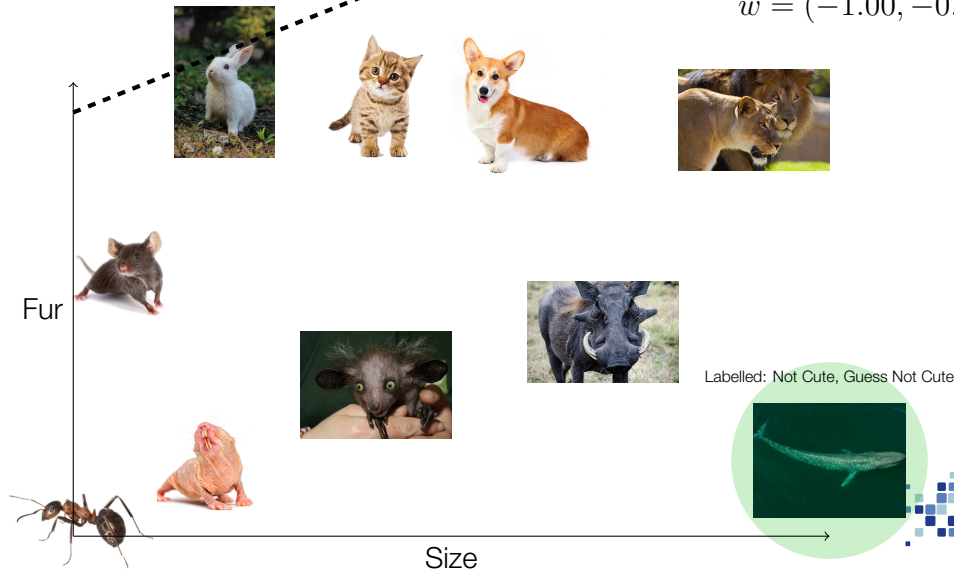 w = (−1.00, −0.
Fur
Labelled: Not Cute, Guess Not Cute
Size